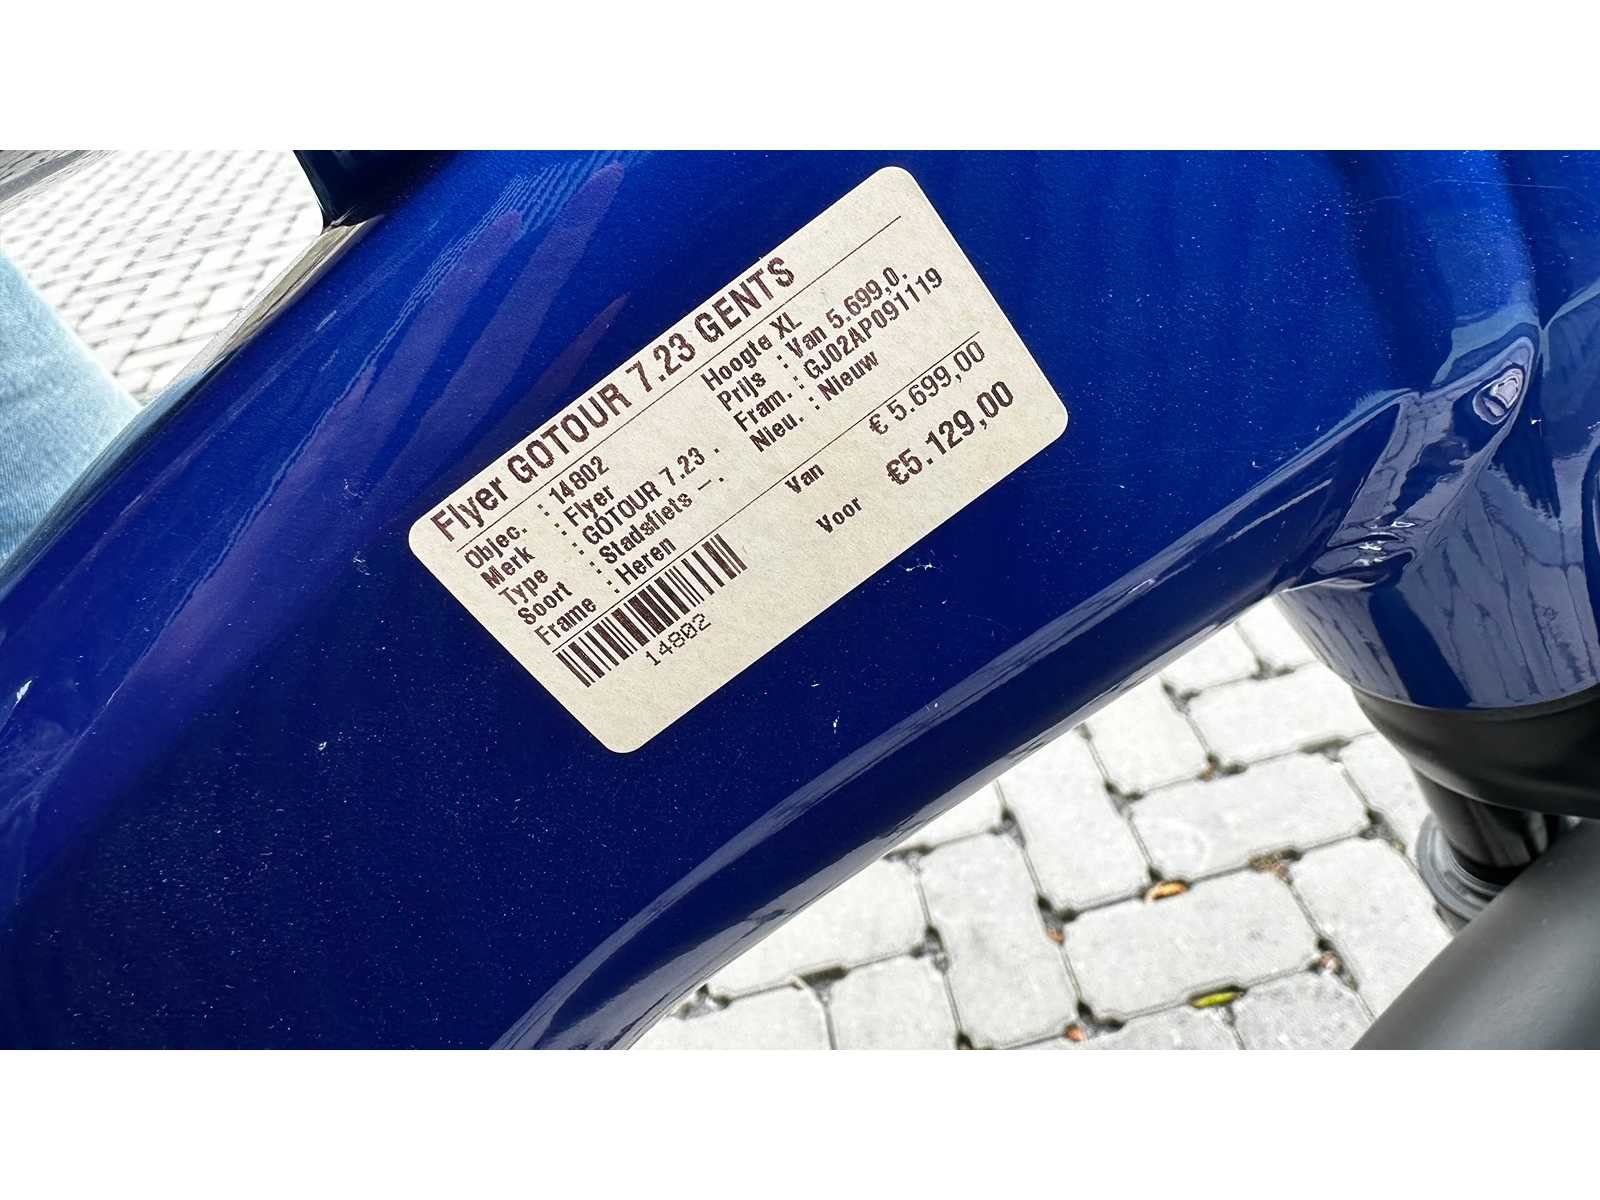 Flyer GOTOUR 7.23 GENTS
Objec. : 14802
Merk : Flyer
Type : GOTOUR 7.23 .
Soort : Stadsfiets – .
Frame : Heren
Hoogte XL
Prijs : Van 5.699,0.
Fram. : GJ02AP091119
Nieu. : Nieuw
Van € 5.699,00
Voor €5.129,00
14802